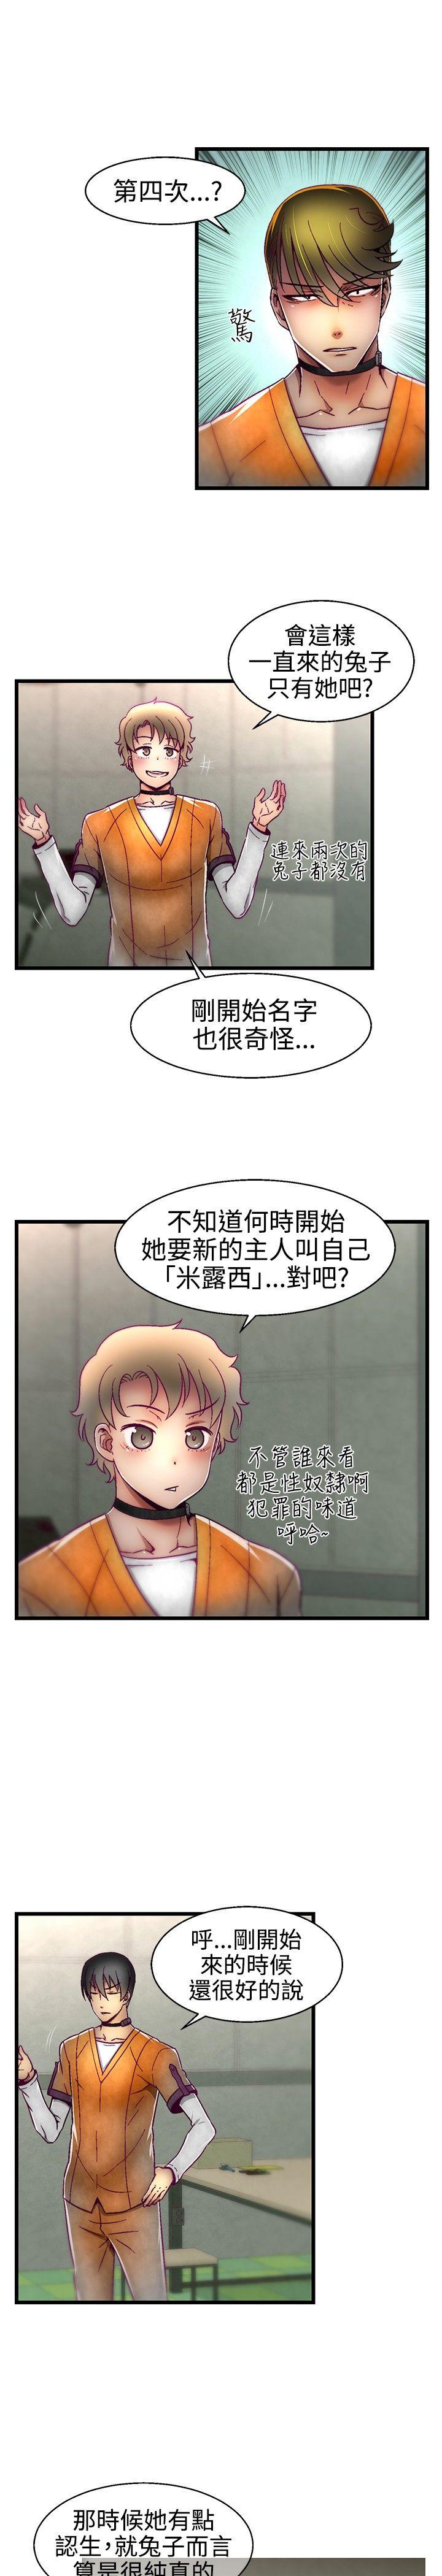 第四次...?
驚
會這樣
一直來的兔子
只有她吧?
連來兩次的
兔子都沒有
剛開始名字
也很奇怪...
不知道何時開始
她要新的主人叫自己
「米露西」...對吧?
不管誰來看
都是性奴隸啊
犯罪的味道
呼哈~
呼...剛開始
來的時候
還很好的說
那時候她有點
認生，就兔子而言
算是很純真的